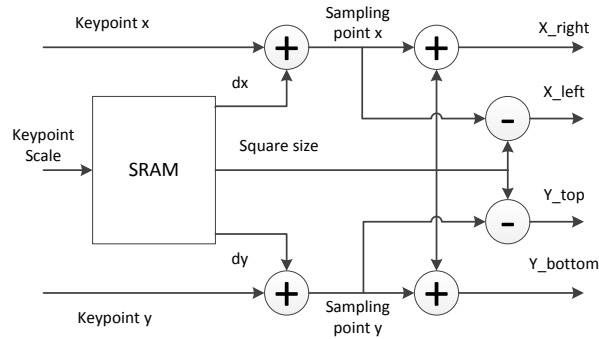 Keypoint x
Sampling
point x
X_right
+
+
dx
X_left
Keypoint
Scale
SRAM
Square size
-
-
Y_top
dy
Y_bottom
+
+
Keypoint y
Sampling
point y